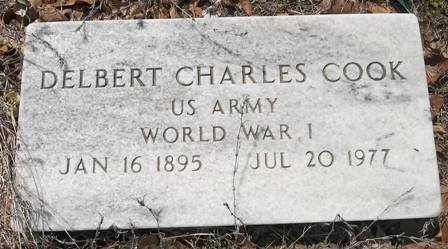 DELBERT CHARLES COOK
US ARMY
WORLD WAR I
JAN 16 1895 JUL 20 1977